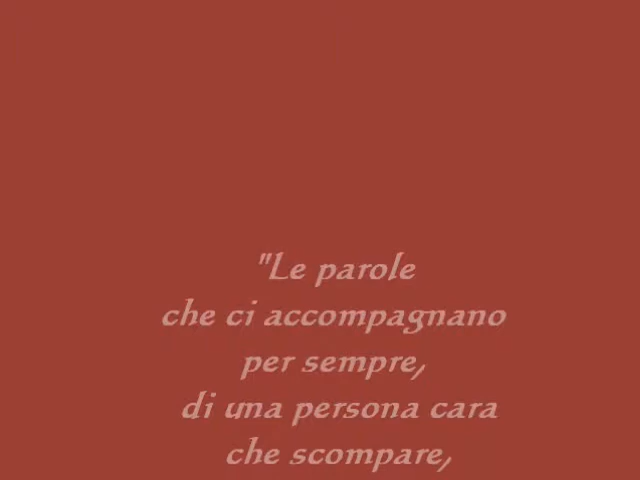 "Le parole
che ci accompagnano
per sempre,
di una persona cara
che scompare,